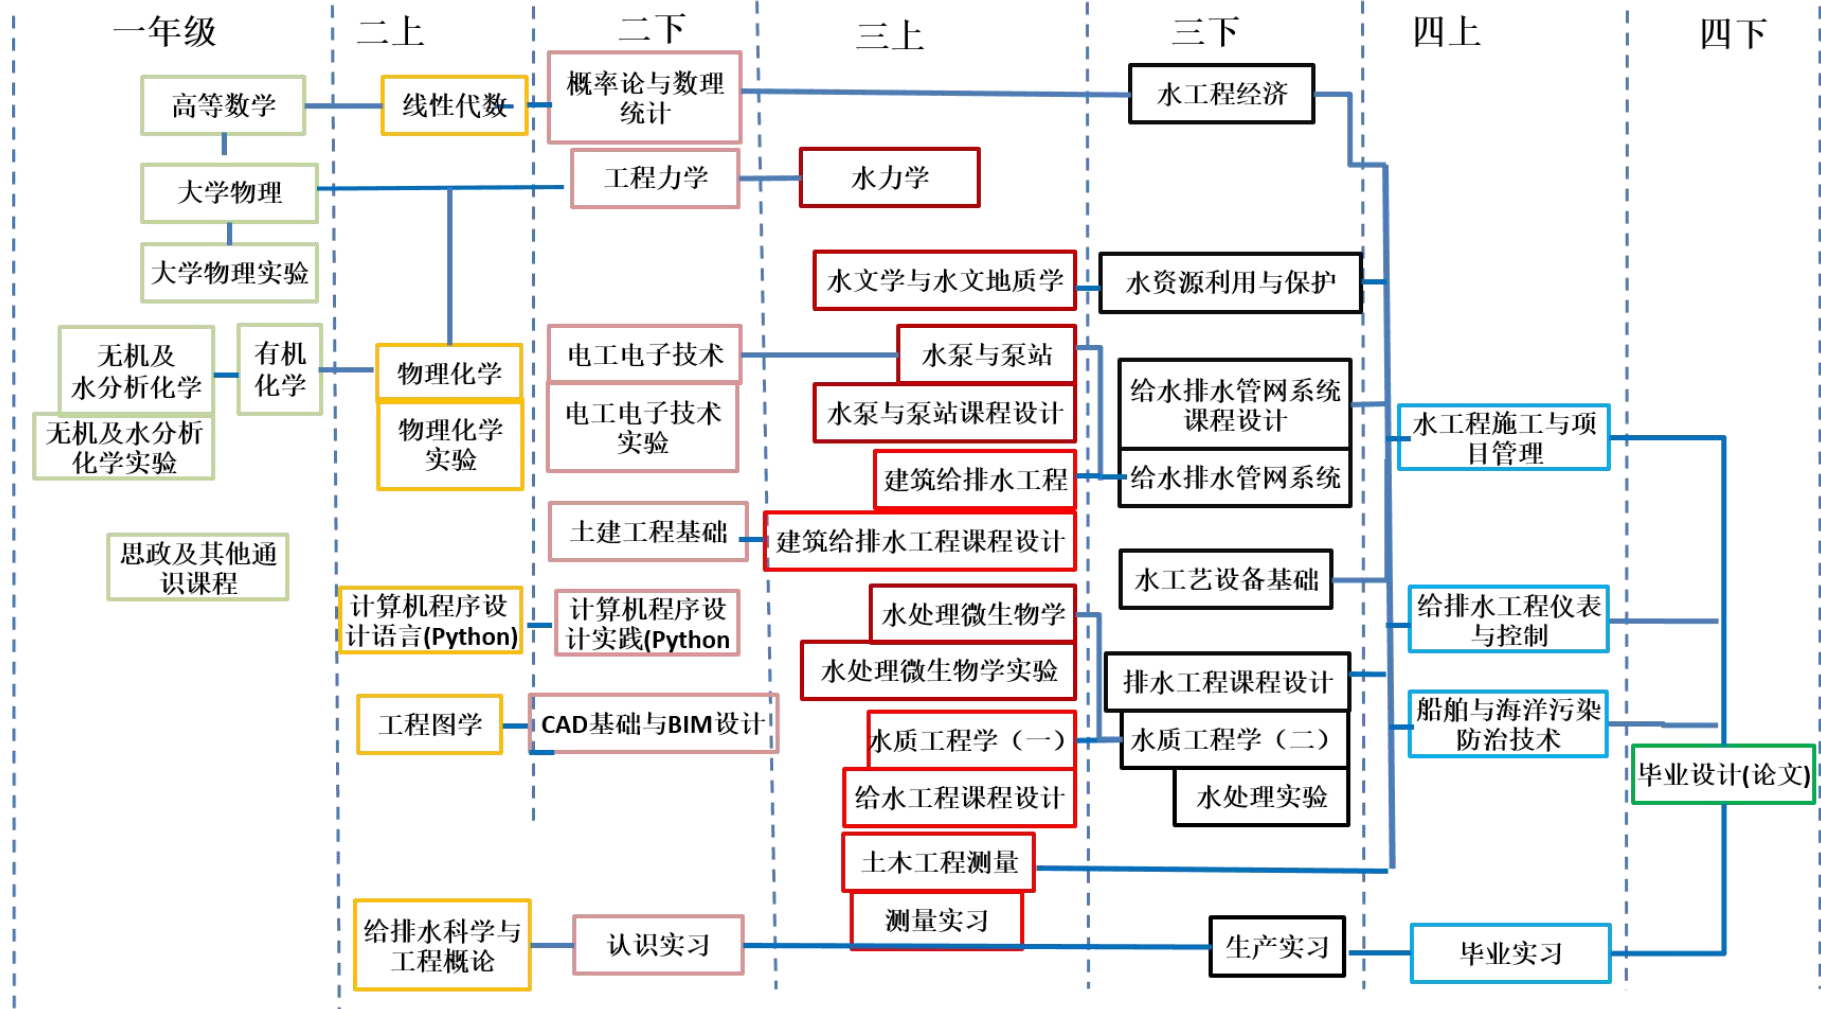 一年级
二上
二下
三上
三下
四上
四下
高等数学
大学物理
大学物理实验
无机及
水分析化学
有机
化学
无机及水分析
化学实验
思政及其他通
识课程
线性代数
物理化学
物理化学
实验
计算机程序设
计语言(Python)
工程图学
给排水科学与
工程概论
概率论与数理
统计
工程力学
电工电子技术
电工电子技术
实验
土建工程基础
计算机程序设
计实践(Python
CAD基础与BIM设计
认识实习
水力学
水文学与水文地质学
水泵与泵站
水泵与泵站课程设计
建筑给排水工程
建筑给排水工程课程设计
水处理微生物学
水处理微生物学实验
水质工程学（一）
给水工程课程设计
土木工程测量
测量实习
水工程经济
水资源利用与保护
给水排水管网系统
课程设计
给水排水管网系统
水工艺设备基础
排水工程课程设计
水质工程学（二）
水处理实验
生产实习
水工程施工与项
目管理
给排水工程仪表
与控制
船舶与海洋污染
防治技术
毕业实习
毕业设计(论文)